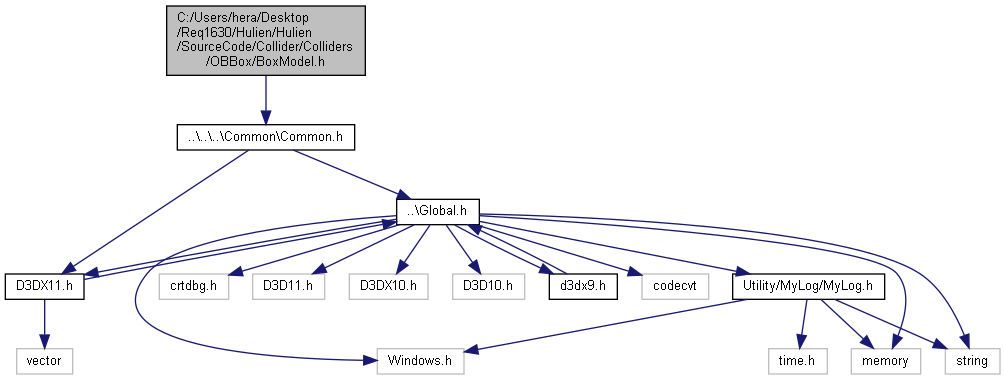 C:/Users/hera/Desktop
/Req1630/Hulien/Hulien
/SourceCode/Collider/Colliders
/OBBox/BoxModel.h
..\..\..\Common\Common.h
..\Global.h
D3DX11.h
crtdbg.h
D3D11.h
D3DX10.h
D3D10.h
d3dx9.h
codecvt
Utility/MyLog/MyLog.h
vector
Windows.h
time.h
memory
string